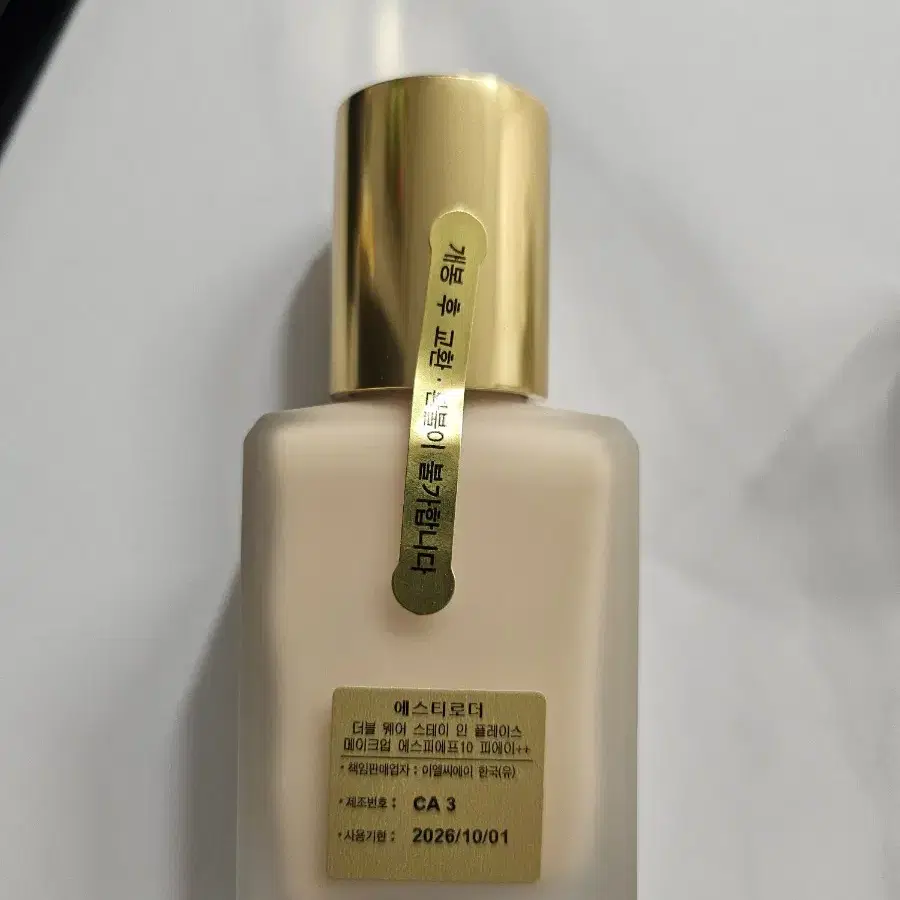 개봉 후 교환·반품이 불가합니다
에스티로더
더블 웨어 스테이 인 플레이스
메이크업 에스피에프10 피에이++
·책임판매업자 : 이엘씨에이 한국(유)
·제조번호 : CA 3
·사용기한 : 2026/10/01